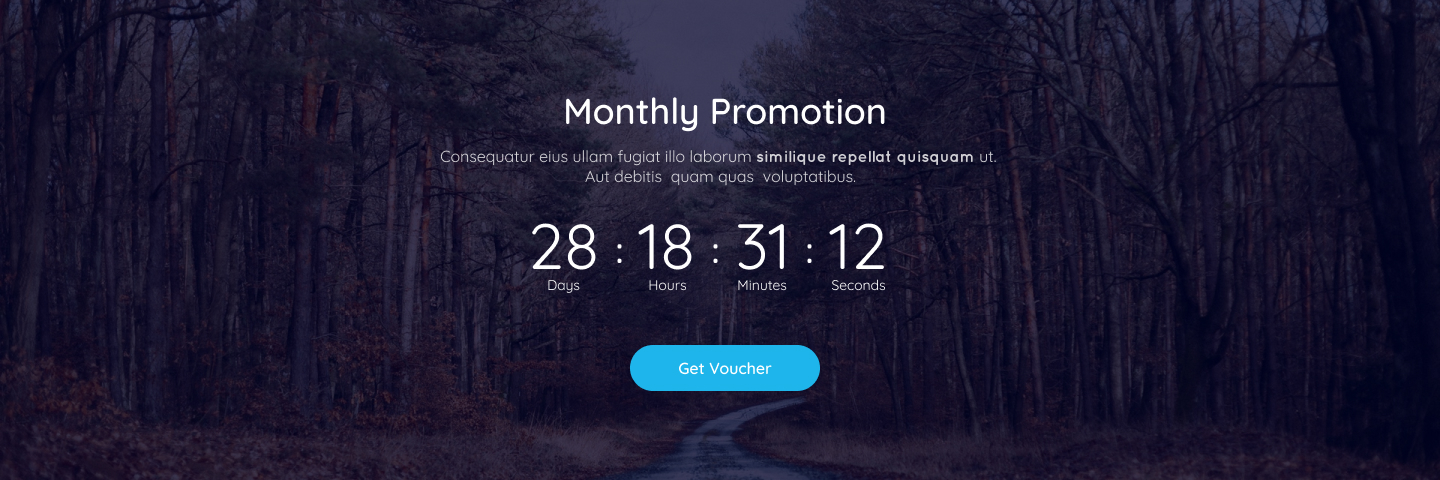 Monthly Promotion
Consequatur eius ullam fugiat illo laborum similique repellat quisquam ut.
Aut debitis quam quas voluptatibus.
28 : 18 : 31 : 12
Days Hours Minutes Seconds
Get Voucher